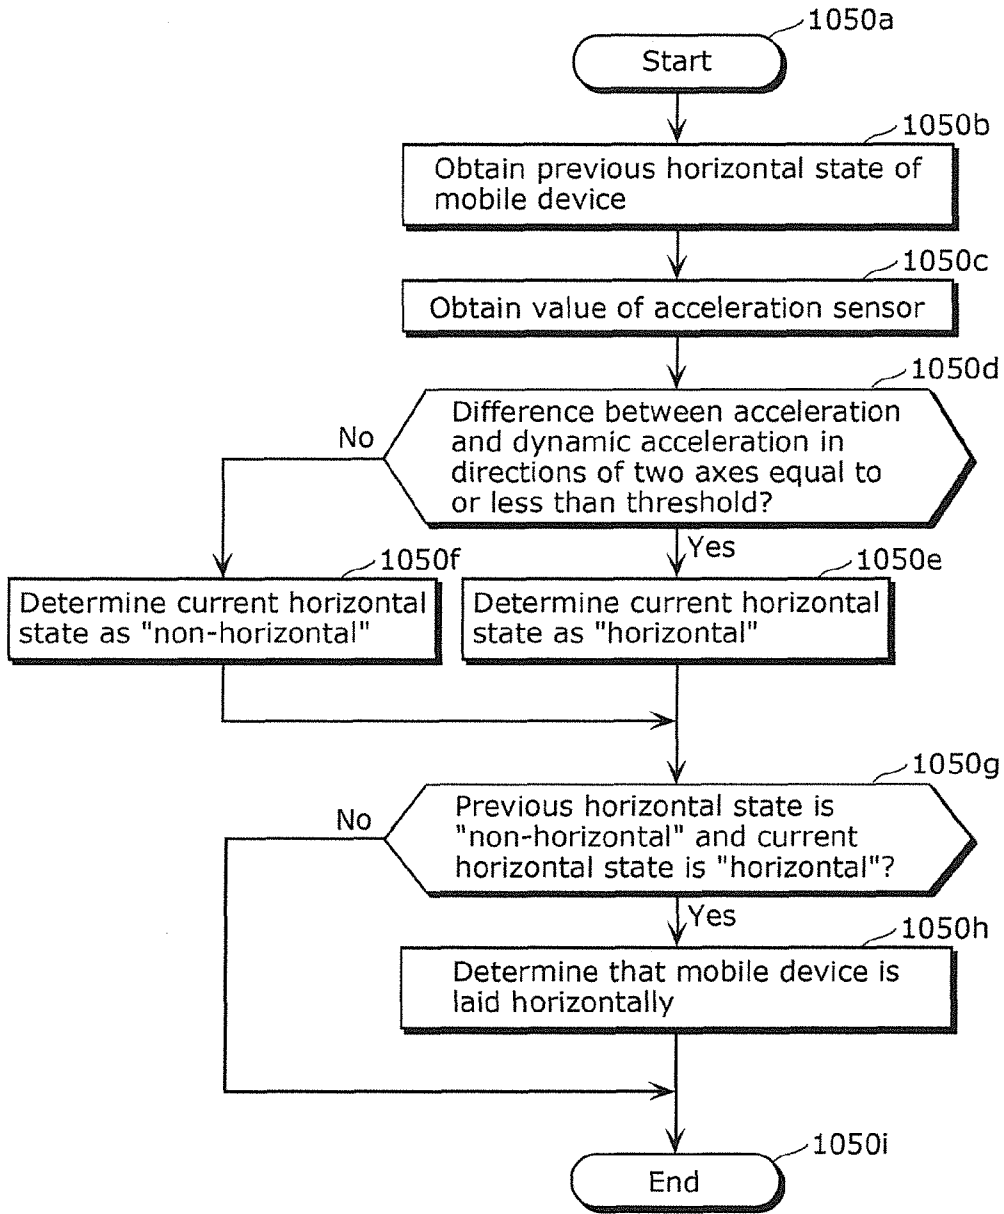 1050a
Start
1050b
Obtain previous horizontal state of
mobile device
1050c
Obtain value of acceleration sensor
1050d
Difference between acceleration
and dynamic acceleration in
directions of two axes equal to
or less than threshold?
No
Yes
1050f
Determine current horizontal
state as "non-horizontal"
1050e
Determine current horizontal
state as "horizontal"
1050g
Previous horizontal state is
"non-horizontal" and current
horizontal state is "horizontal"?
No
Yes
1050h
Determine that mobile device is
laid horizontally
1050i
End